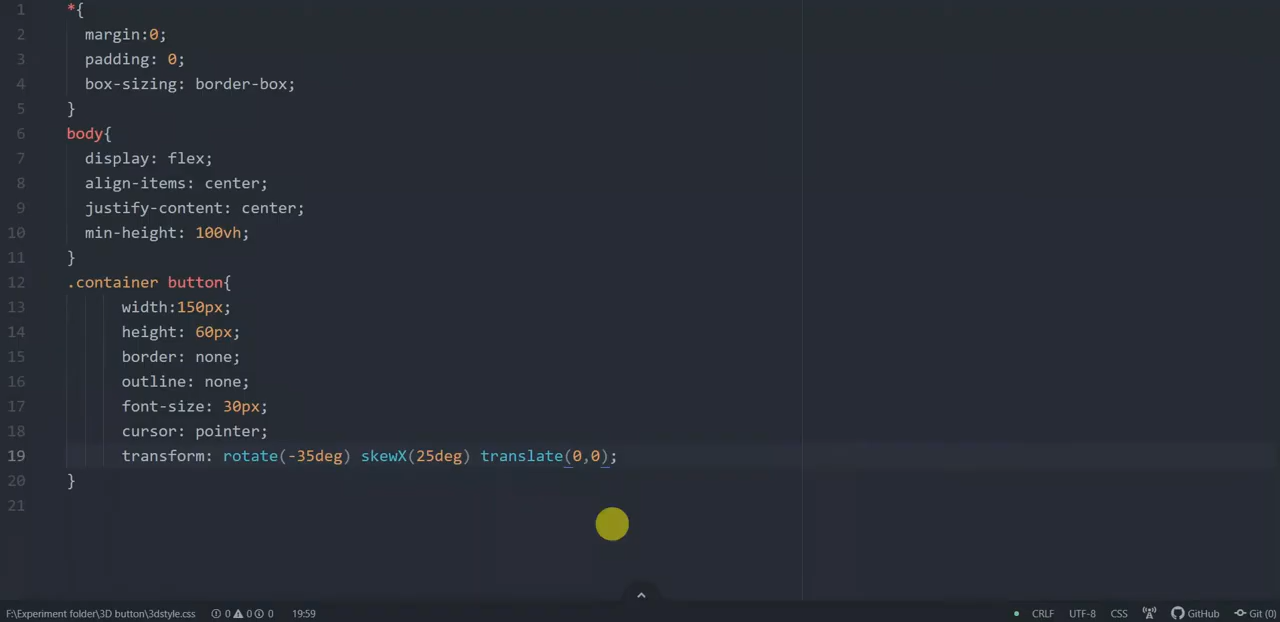 1 *{
2 margin:0;
3 padding: 0;
4 box-sizing: border-box;
5 }
6 body{
7 display: flex;
8 align-items: center;
9 justify-content: center;
10 min-height: 100vh;
11 }
12 .container button{
13 width:150px;
14 height: 60px;
15 border: none;
16 outline: none;
17 font-size: 30px;
18 cursor: pointer;
19 transform: rotate(-35deg) skewX(25deg) translate(0,0);
20 }
21
F:\Experiment folder\3D button\3dstyle.css 0 0 0 19:59 CRLF UTF-8 CSS GitHub Git (0)